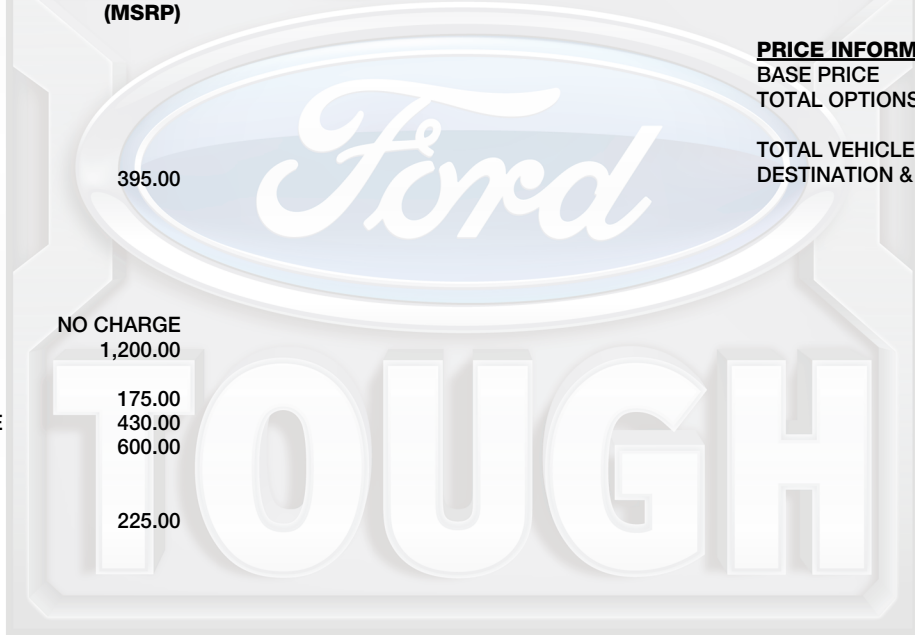 (MSRP)
395.00
NO CHARGE
1,200.00
175.00
430.00
600.00
225.00
PRICE INFORM
BASE PRICE
TOTAL OPTIONS
TOTAL VEHICLE
DESTINATION &
Ford
TOUGH